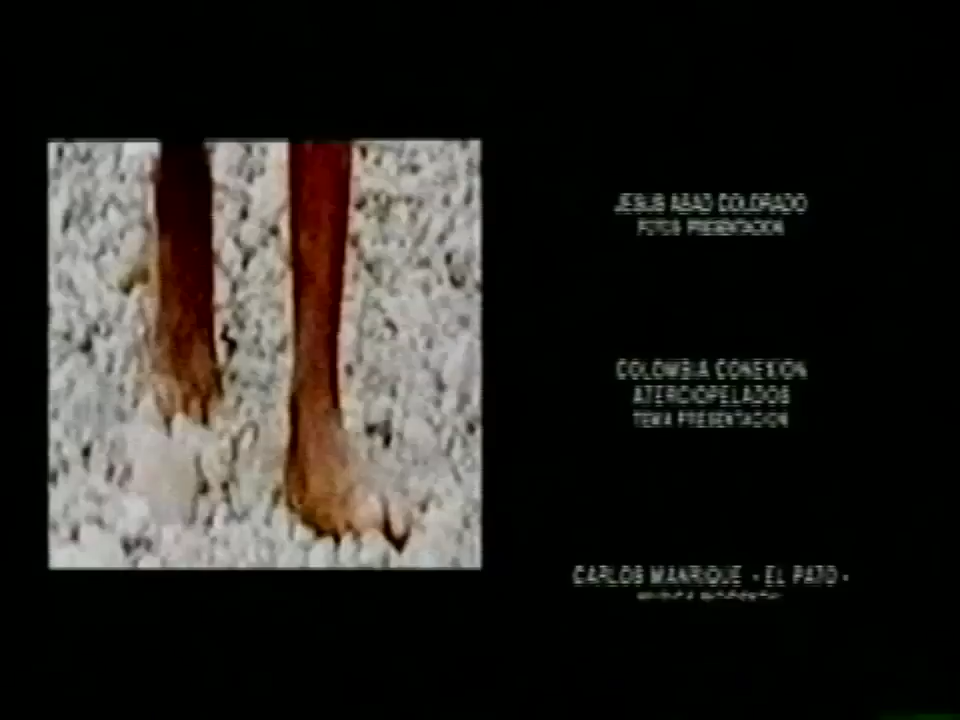 JESUS ABAD COLORADO
FOTOS PRESENTACION
COLOMBIA CONEXION
ATERCIOPELADOS
TEMA PRESENTACION
CARLOS MANRIQUE - EL PATO -